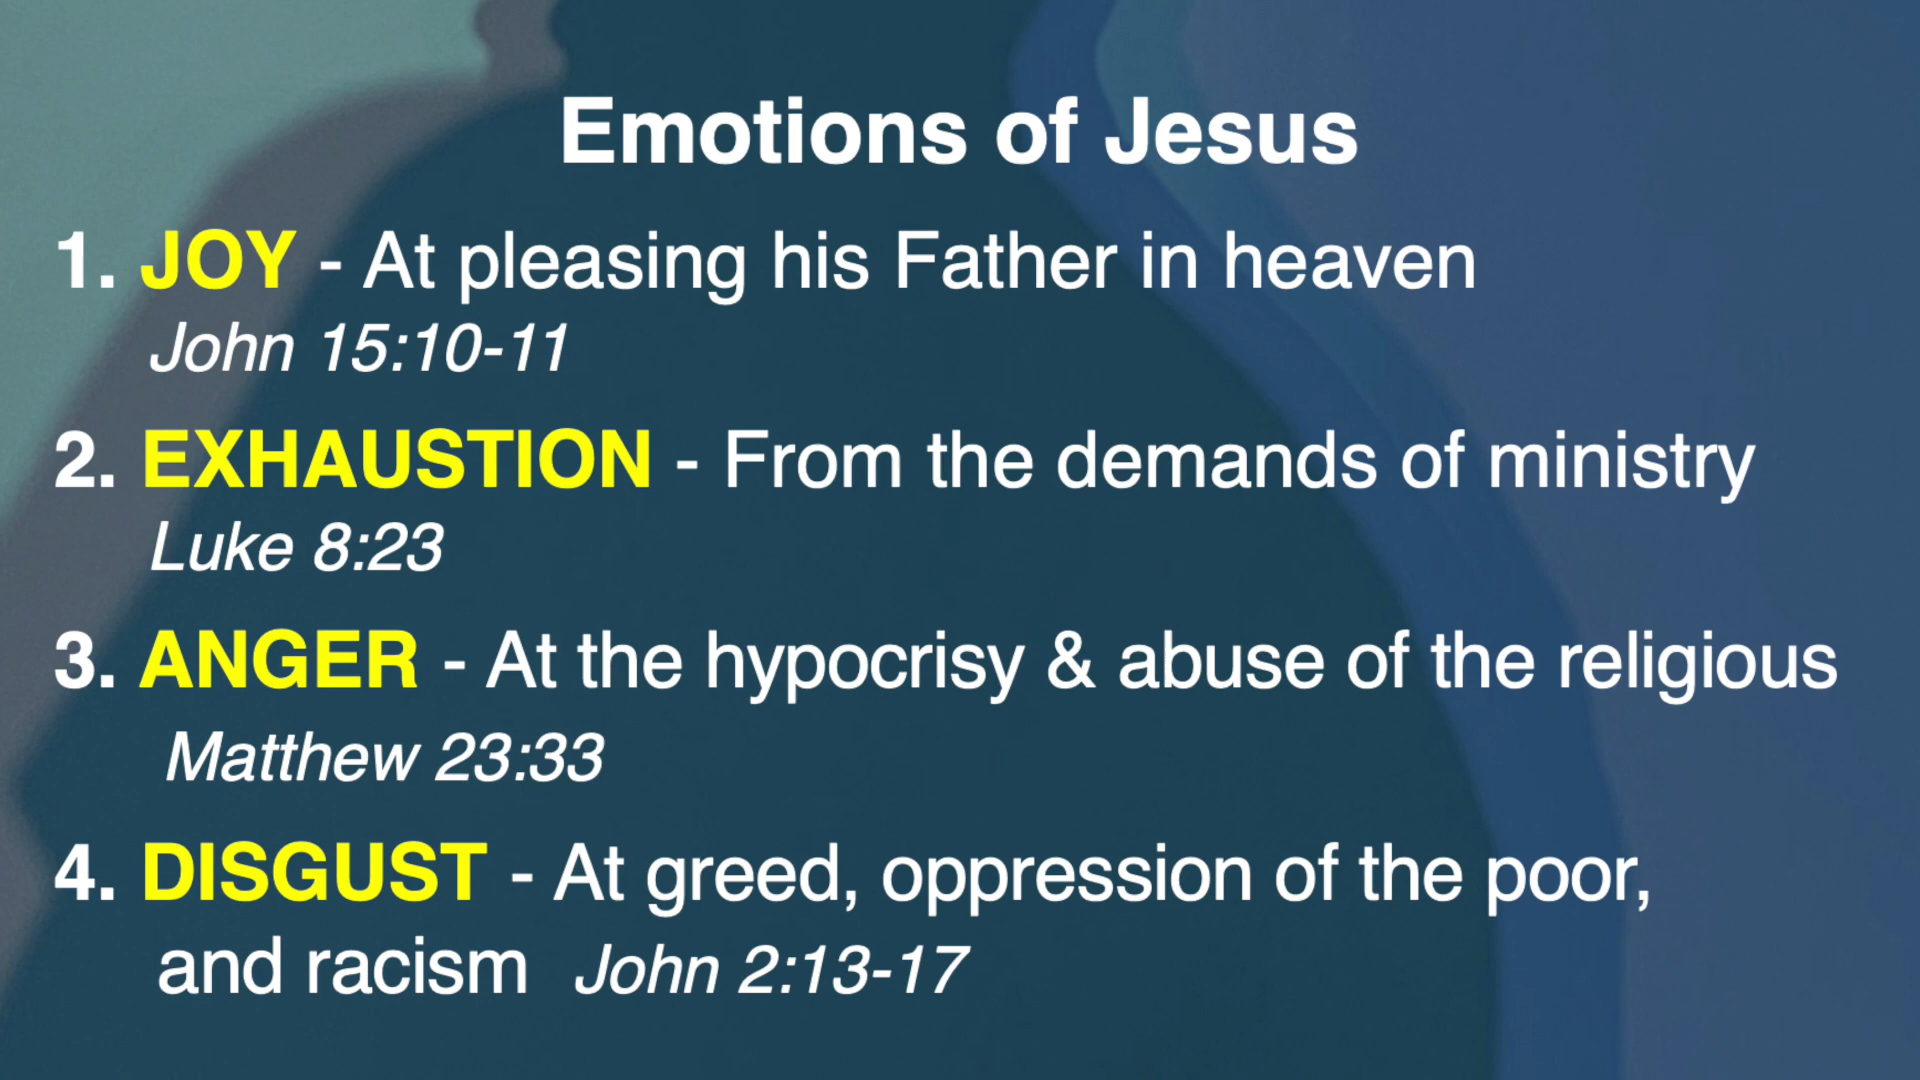 Emotions of Jesus
1. JOY - At pleasing his Father in heaven
John 15:10-11
2. EXHAUSTION - From the demands of ministry
Luke 8:23
3. ANGER - At the hypocrisy & abuse of the religious
Matthew 23:33
4. DISGUST - At greed, oppression of the poor,
and racism John 2:13-17